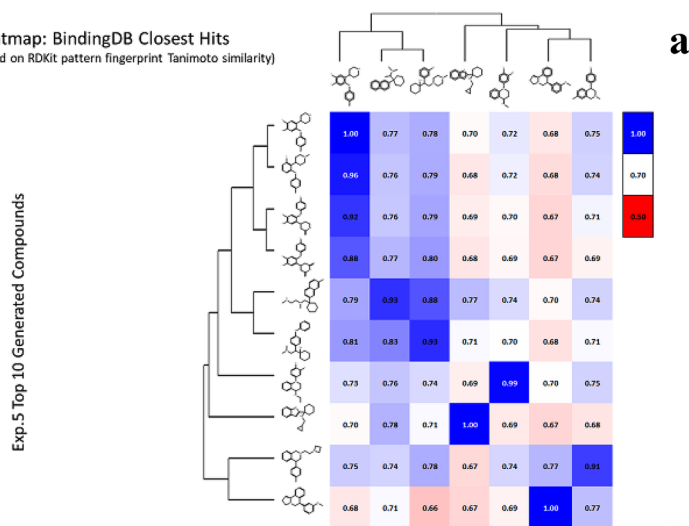 tmap: BindingDB Closest Hits
d on RDKit pattern fingerprint Tanimoto similarity)
a
Exp.5 Top 10 Generated Compounds
1.00 0.77 0.78 0.70 0.72 0.68 0.75
0.96 0.76 0.79 0.68 0.72 0.68 0.74
0.92 0.76 0.79 0.69 0.70 0.67 0.71
0.88 0.77 0.80 0.68 0.69 0.67 0.69
0.79 0.93 0.88 0.77 0.74 0.70 0.74
0.81 0.83 0.93 0.71 0.70 0.68 0.71
0.73 0.76 0.74 0.69 0.99 0.70 0.75
0.70 0.78 0.71 1.00 0.69 0.67 0.68
0.75 0.74 0.78 0.67 0.74 0.77 0.91
0.68 0.71 0.66 0.67 0.69 1.00 0.77
1.00
0.70
0.50